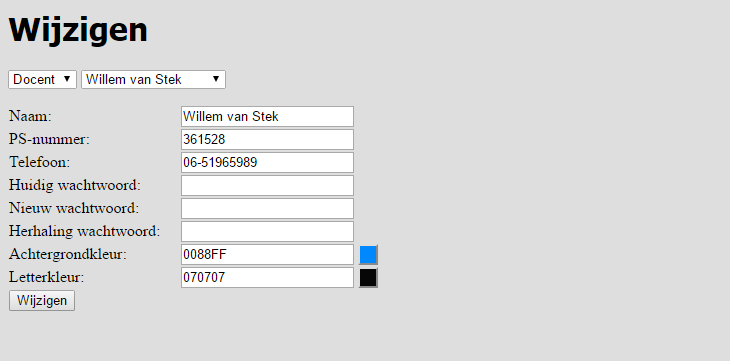 Wijzigen
Docent Willem van Stek
Naam: Willem van Stek
PS-nummer: 361528
Telefoon: 06-51965989
Huidig wachtwoord:
Nieuw wachtwoord:
Herhaling wachtwoord:
Achtergrondkleur: 0088FF
Letterkleur: 070707
Wijzigen